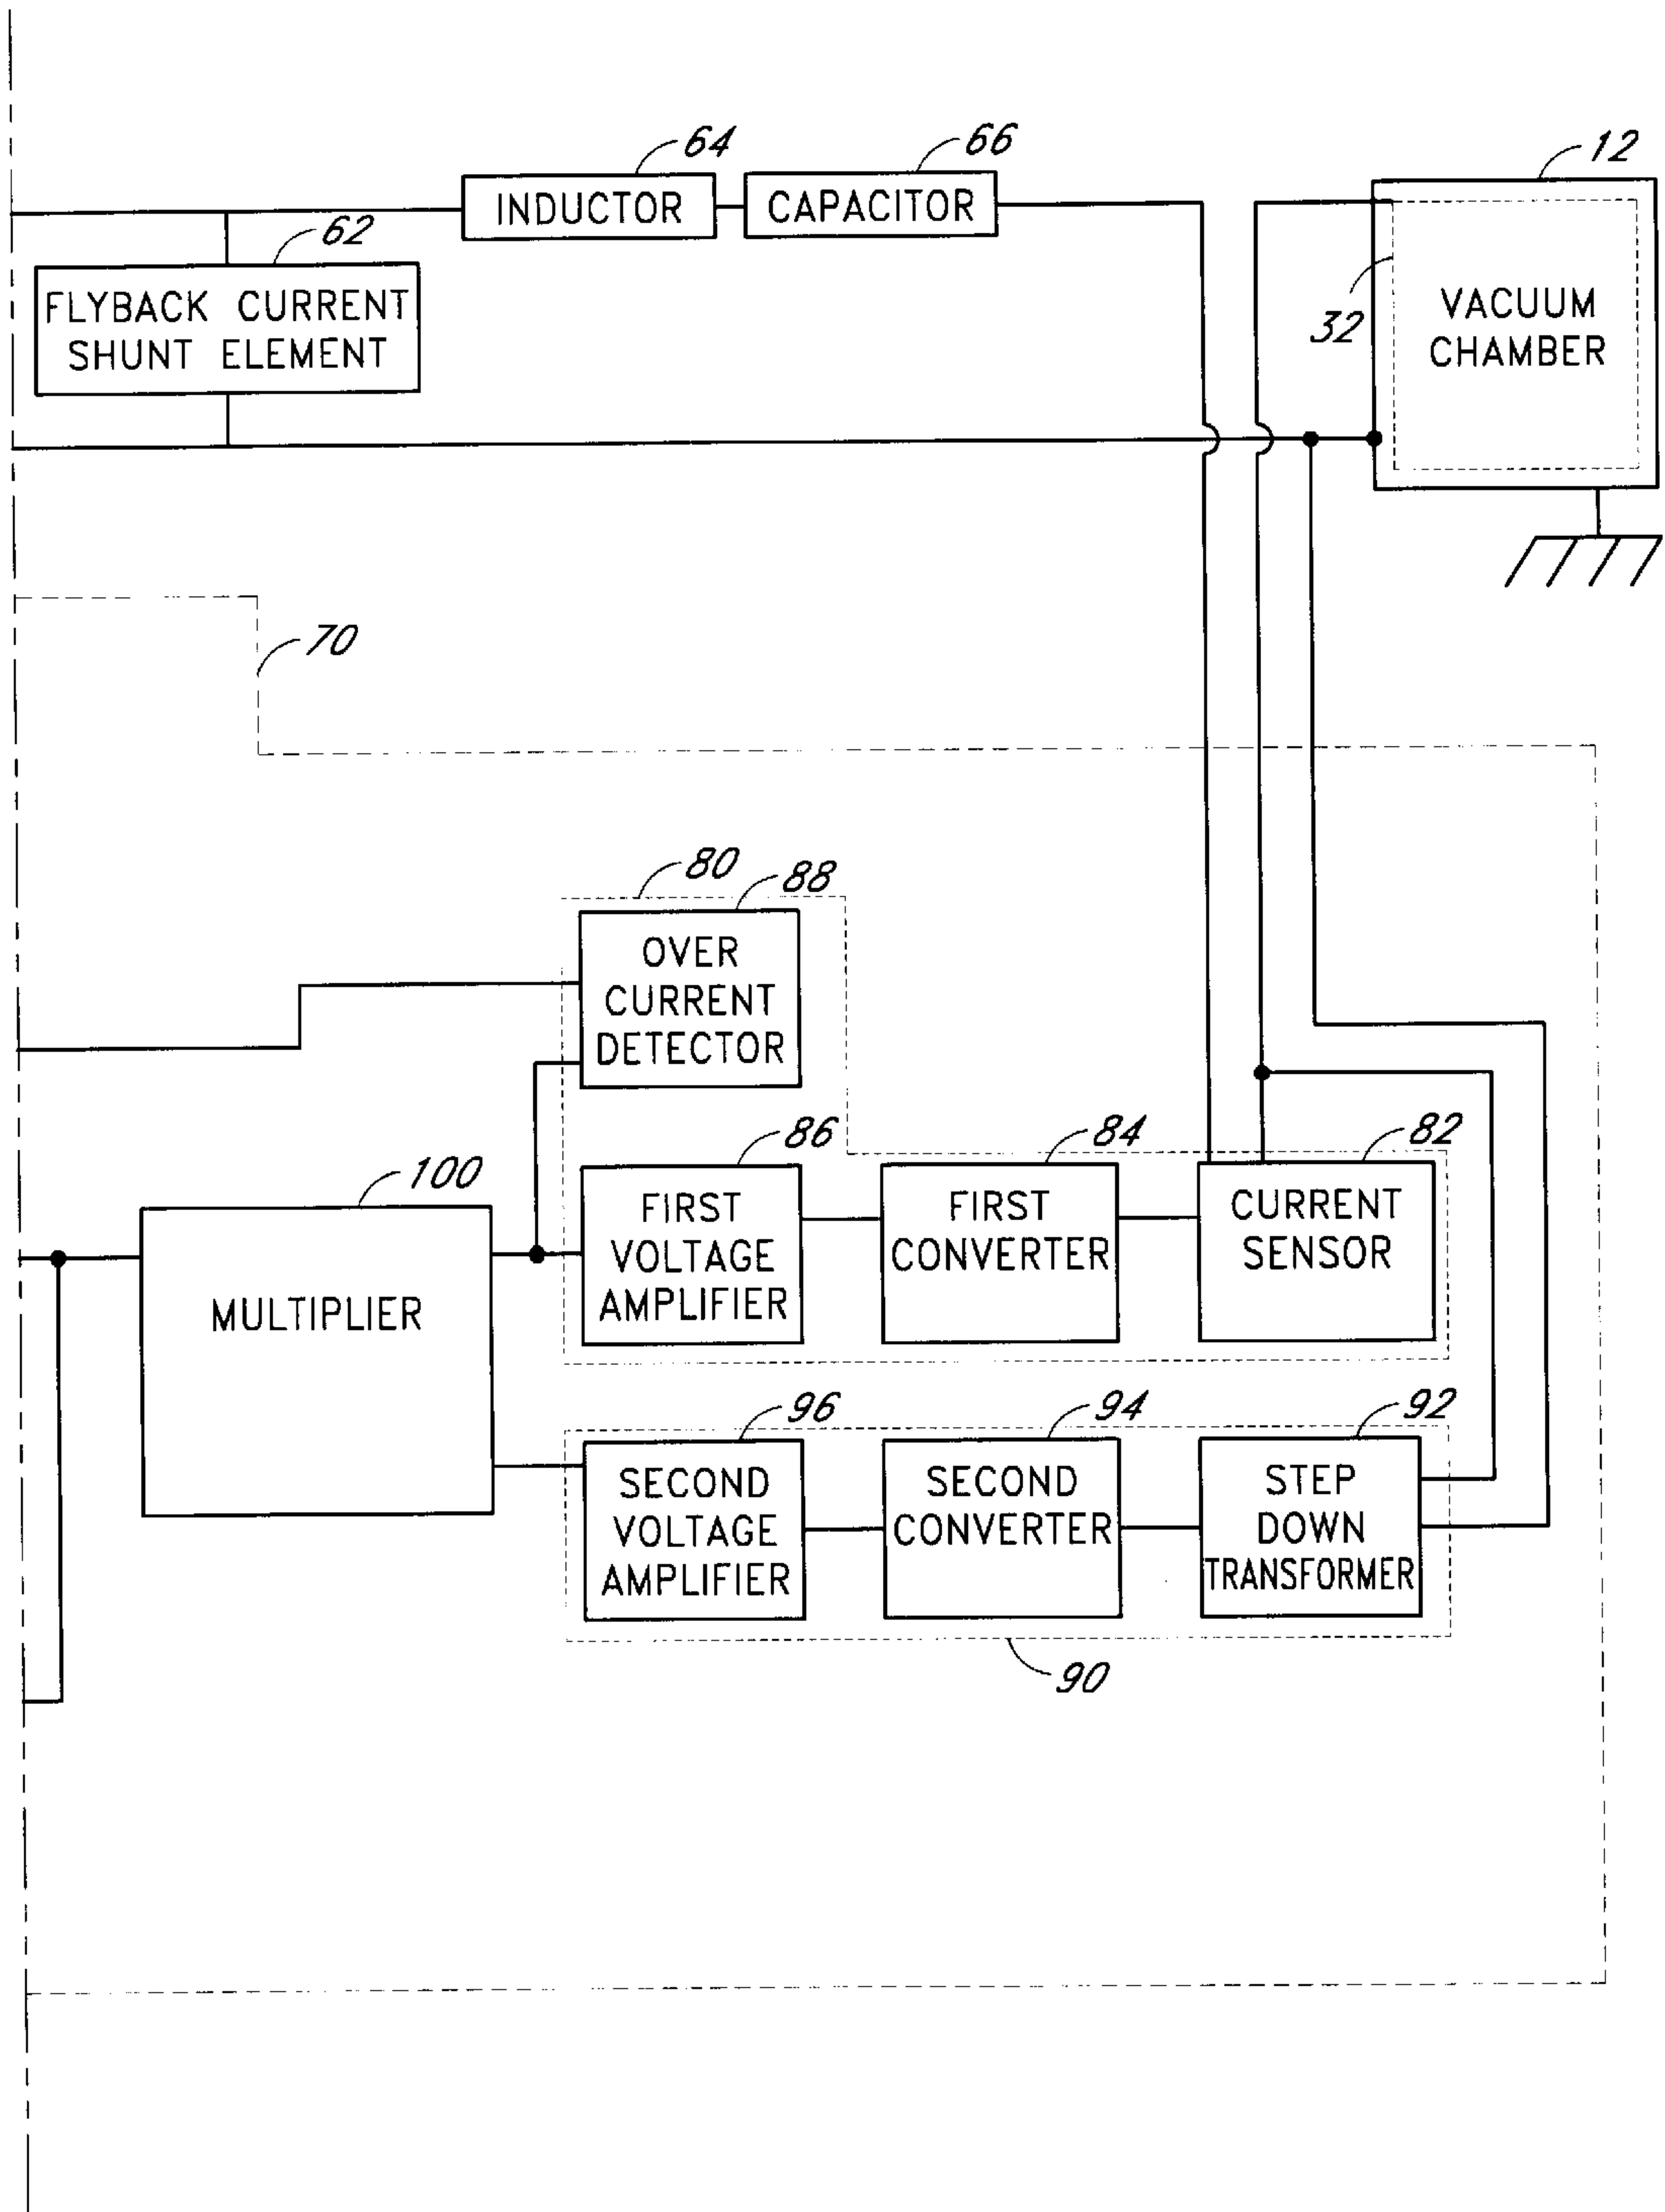 64
66
12
INDUCTOR
CAPACITOR
62
FLYBACK CURRENT
SHUNT ELEMENT
32
VACUUM
CHAMBER
70
80
88
OVER
CURRENT
DETECTOR
86
84
82
100
FIRST
VOLTAGE
AMPLIFIER
FIRST
CONVERTER
CURRENT
SENSOR
MULTIPLIER
96
94
92
SECOND
VOLTAGE
AMPLIFIER
SECOND
CONVERTER
STEP
DOWN
TRANSFORMER
90